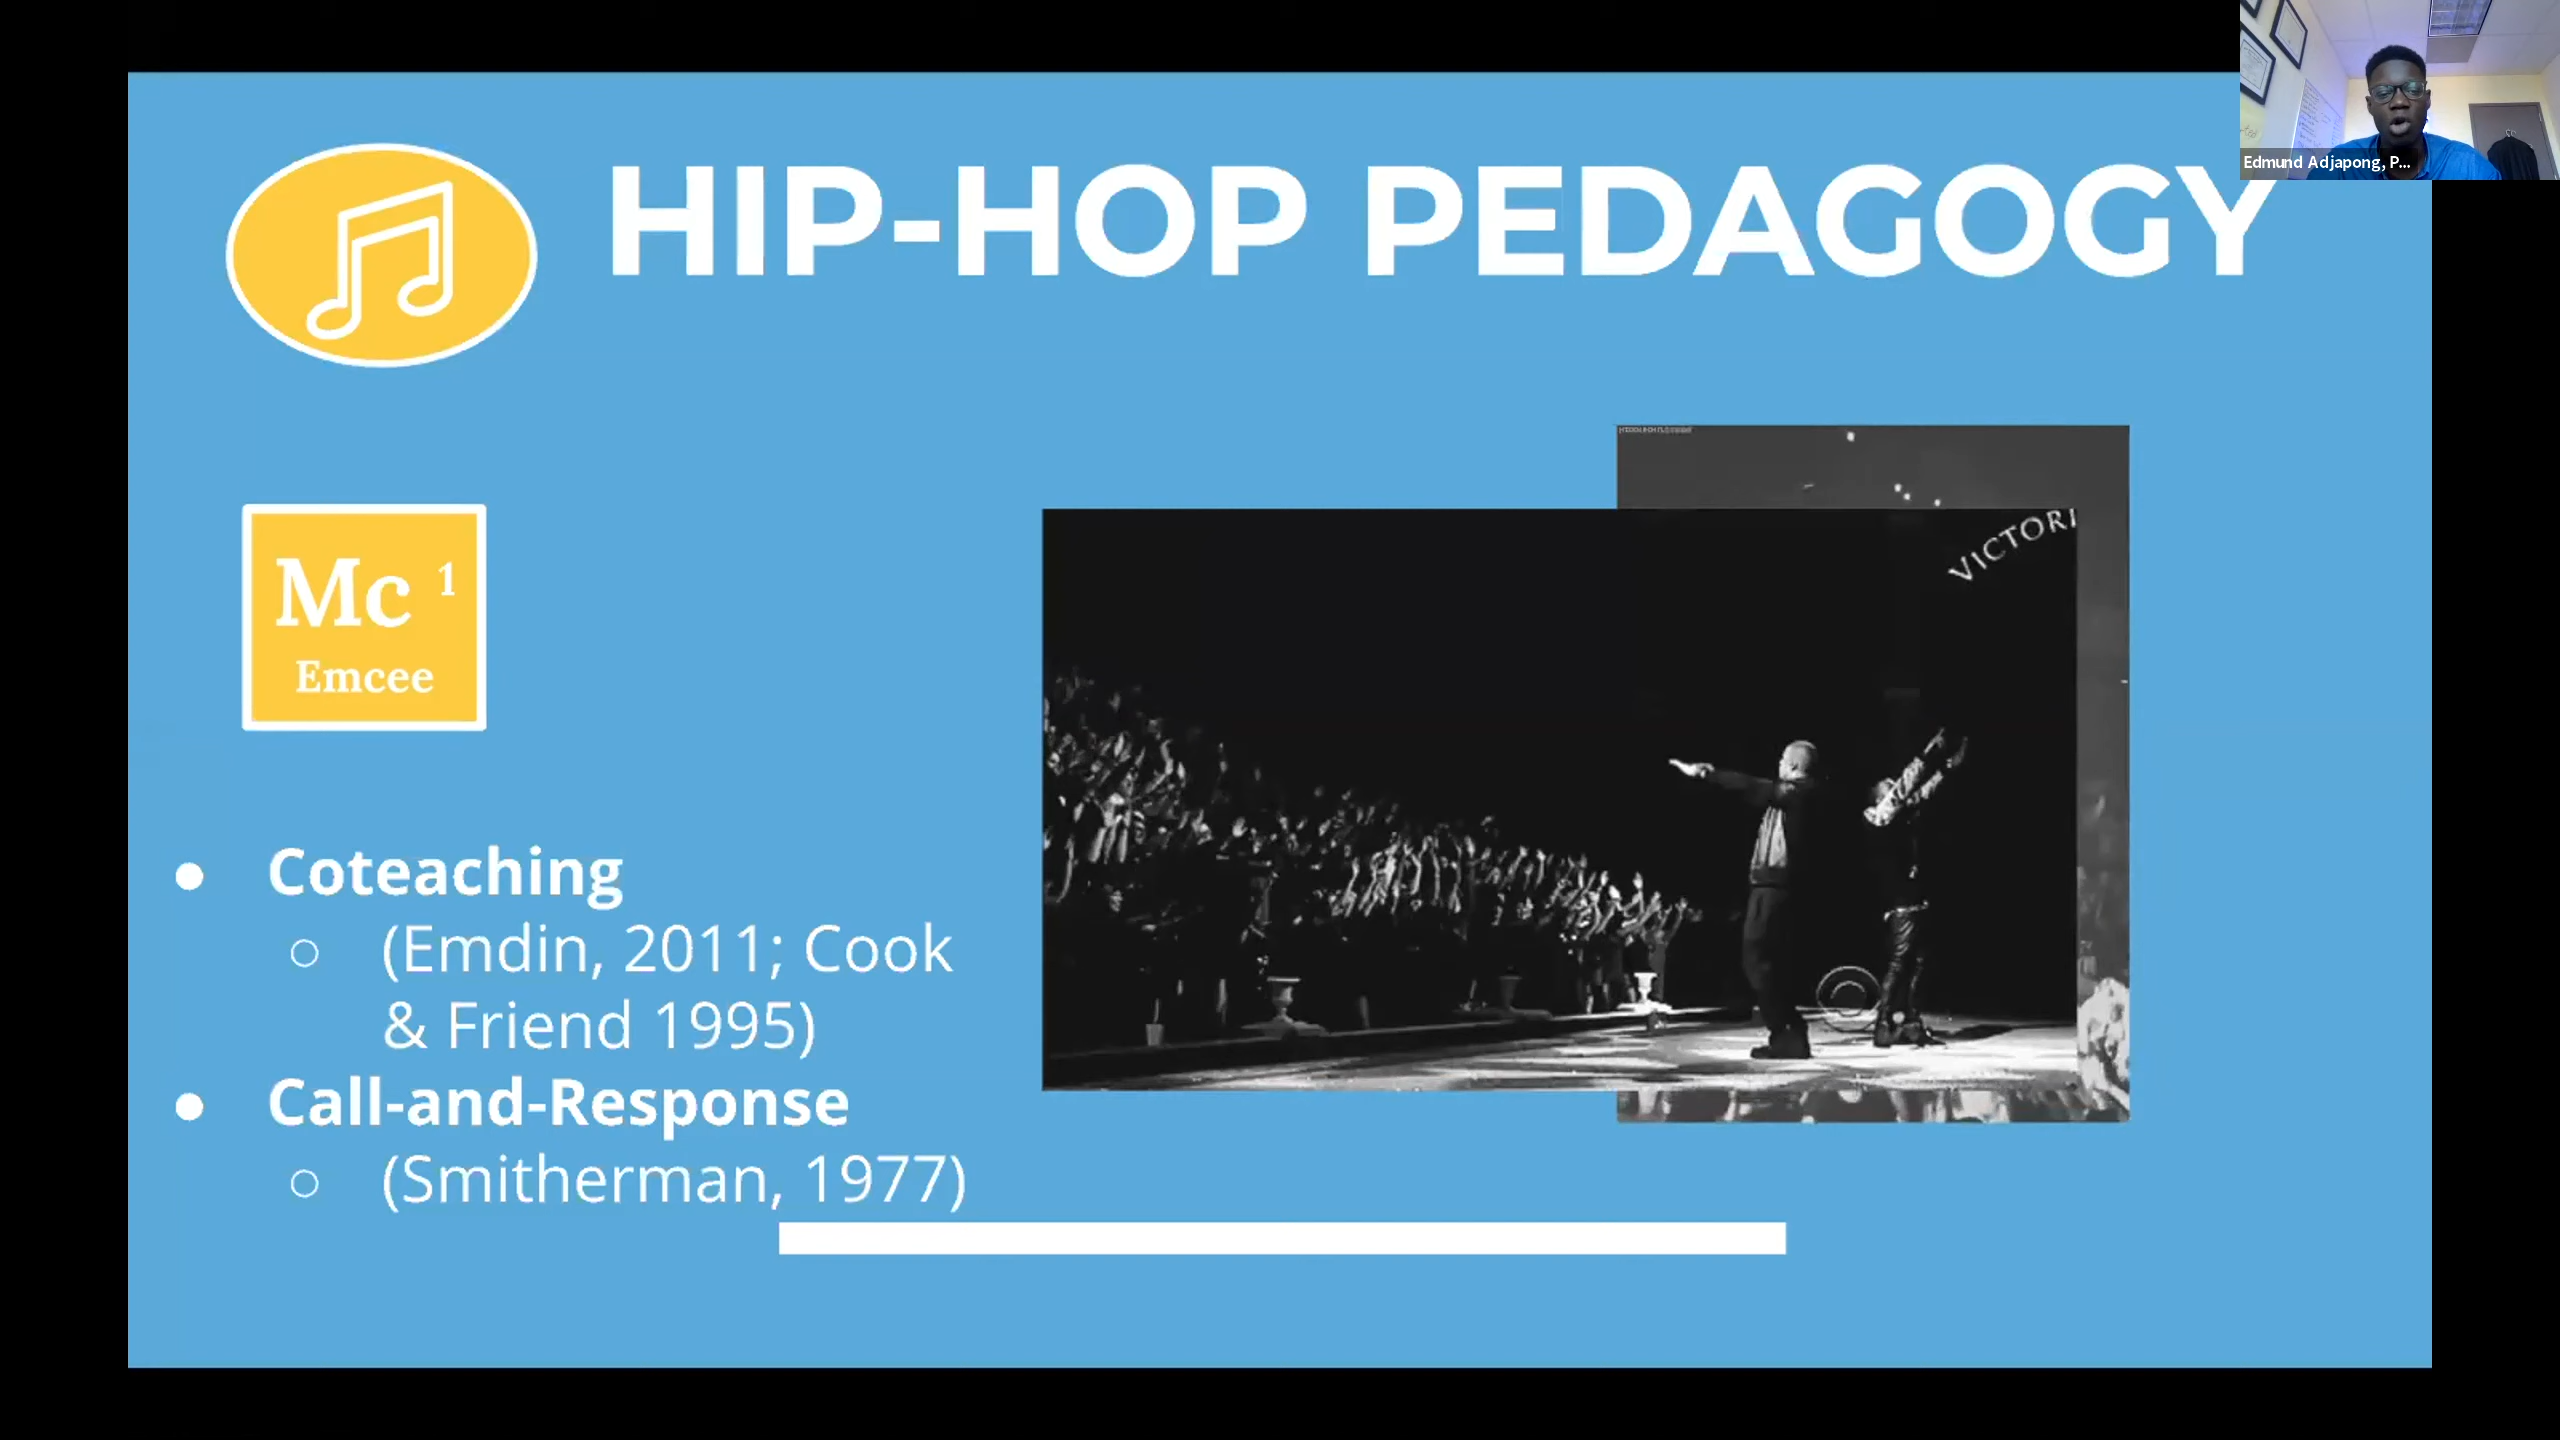 Edmund Adjapong, P...
HIP-HOP PEDAGOGY
Mc 1
Emcee
VICTORI
● Coteaching
○ (Emdin, 2011; Cook
& Friend 1995)
● Call-and-Response
○ (Smitherman, 1977)